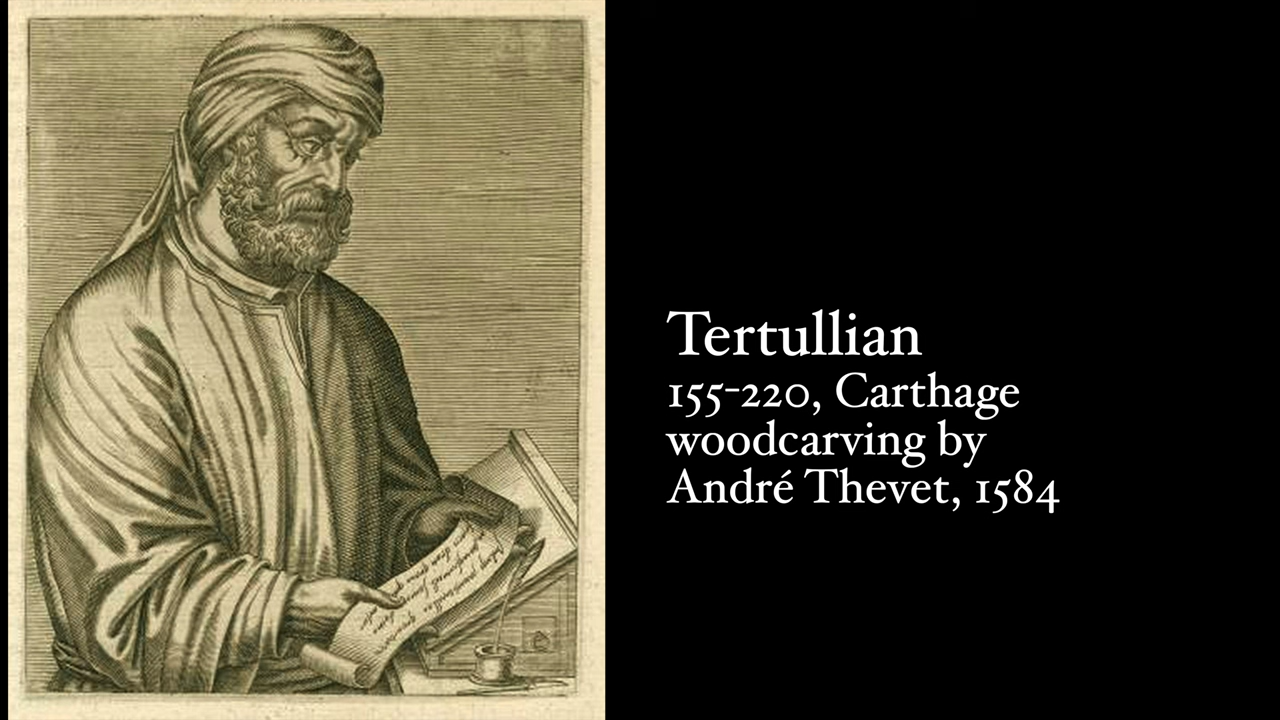 Tertullian
155-220, Carthage
woodcarving by
André Thevet, 1584